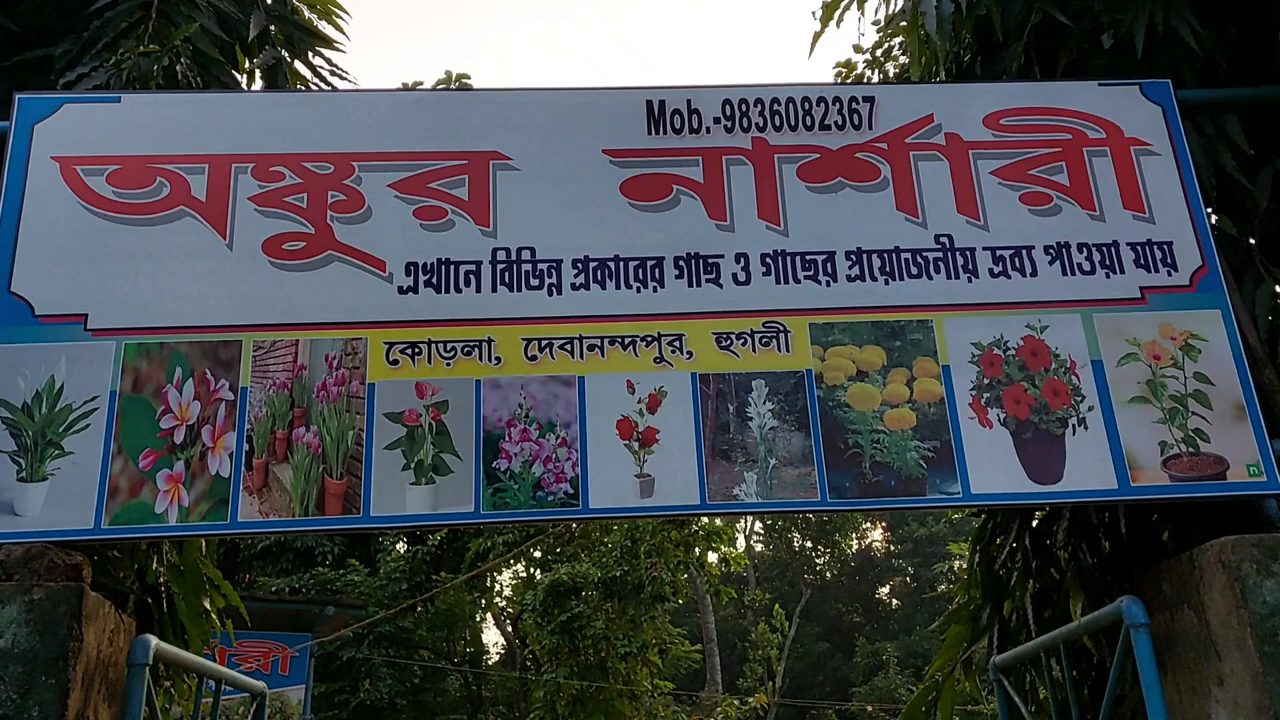 Mob.-9836082367
অঙ্কুর নার্শারী
এখানে বিভিন্ন প্রকারের গাছ ও গাছের প্রয়োজনীয় দ্রব্য পাওয়া যায়
কোড়লা, দেবানন্দপুর, হুগলী
র্শারী